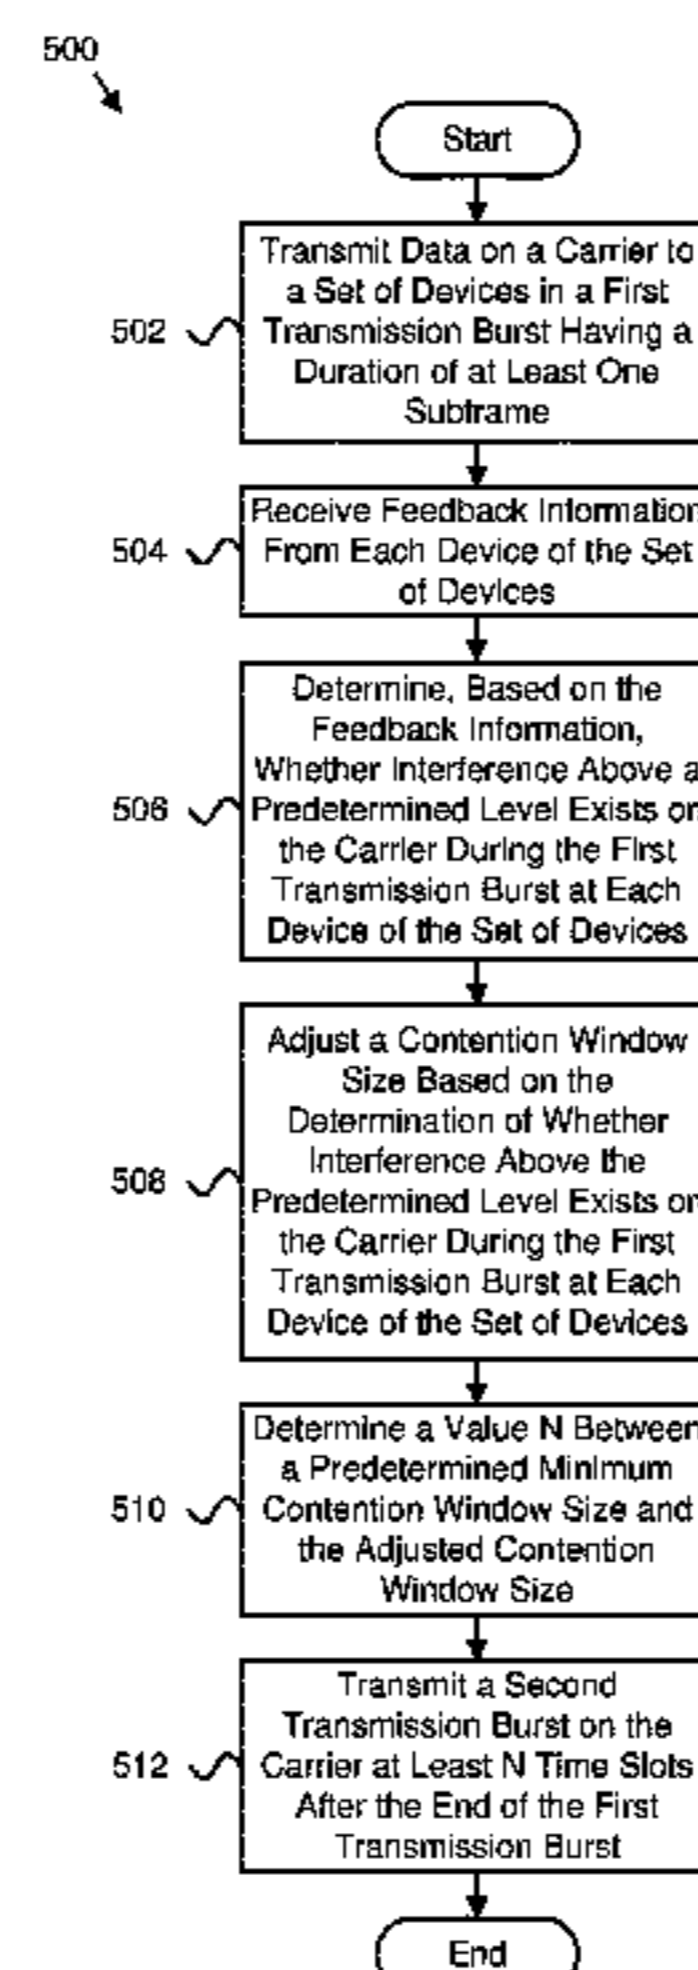 500
Start
Transmit Data on a Carrier to
a Set of Devices in a First
502
Transmission Burst Having a
Duration of at Least One
Subframe
Receive Feedback Information
504
From Each Device of the Set
of Devices
Determine, Based on the
Feedback Information,
Whether Interference Above a
506
Predetermined Level Exists on
the Carrier During the First
Transmission Burst at Each
Device of the Set of Devices
Adjust a Contention Window
Size Based on the
Determination of Whether
Interference Above the
508
Predetermined Level Exists on
the Carrier During the First
Transmission Burst at Each
Device of the Set of Devices
Determine a Value N Between
a Predetermined Minimum
510
Contention Window Size and
the Adjusted Contention
Window Size
Transmit a Second
Transmission Burst on the
512
Carrier at Least N Time Slots
After the End of the First
Transmission Burst
End